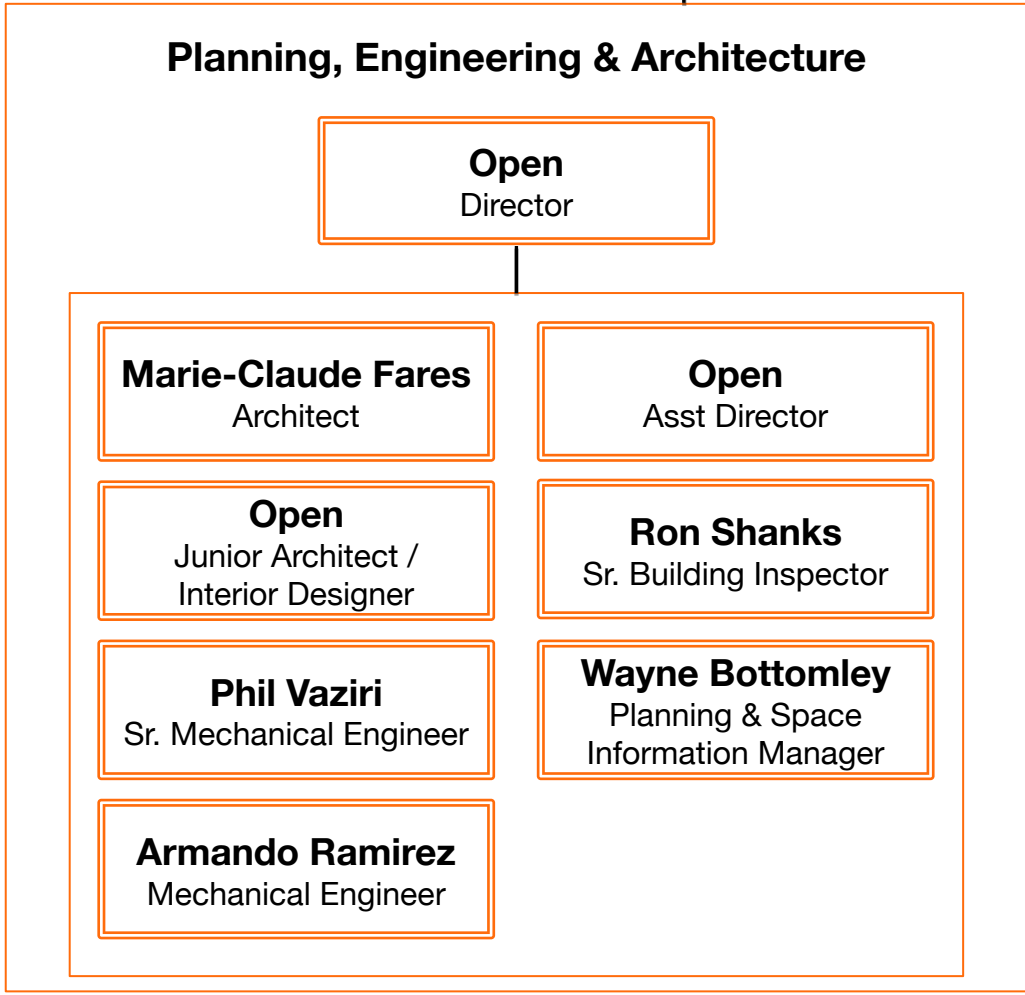 Planning, Engineering & Architecture
Open
Director
Marie-Claude Fares
Architect
Open
Asst Director
Open
Junior Architect /
Interior Designer
Ron Shanks
Sr. Building Inspector
Phil Vaziri
Sr. Mechanical Engineer
Wayne Bottomley
Planning & Space
Information Manager
Armando Ramirez
Mechanical Engineer